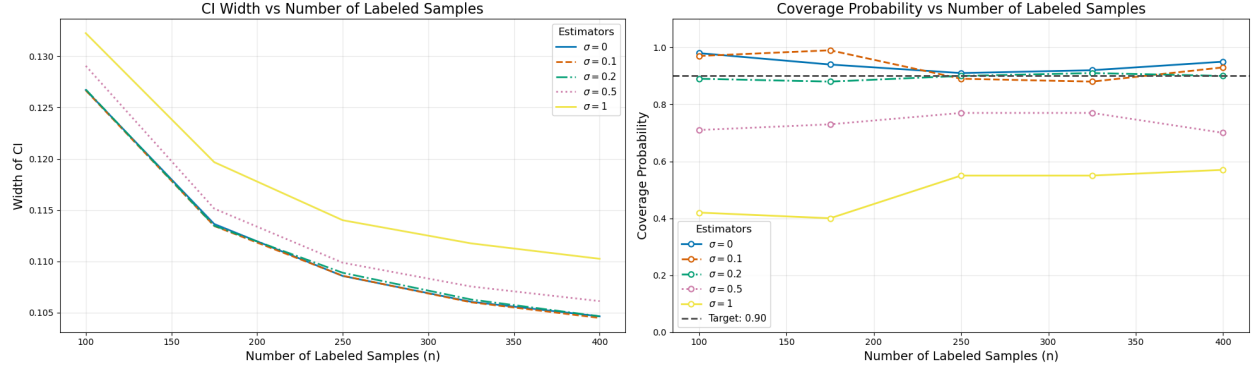 CI Width vs Number of Labeled Samples
Width of CI
0.130
0.125
0.120
0.115
0.110
0.105
100
150
200
250
300
350
400
Number of Labeled Samples (n)
Estimators
σ = 0
σ = 0.1
σ = 0.2
σ = 0.5
σ = 1
Coverage Probability vs Number of Labeled Samples
Coverage Probability
1.0
0.8
0.6
0.4
0.2
0.0
100
150
200
250
300
350
400
Number of Labeled Samples (n)
Estimators
σ = 0
σ = 0.1
σ = 0.2
σ = 0.5
σ = 1
Target: 0.90